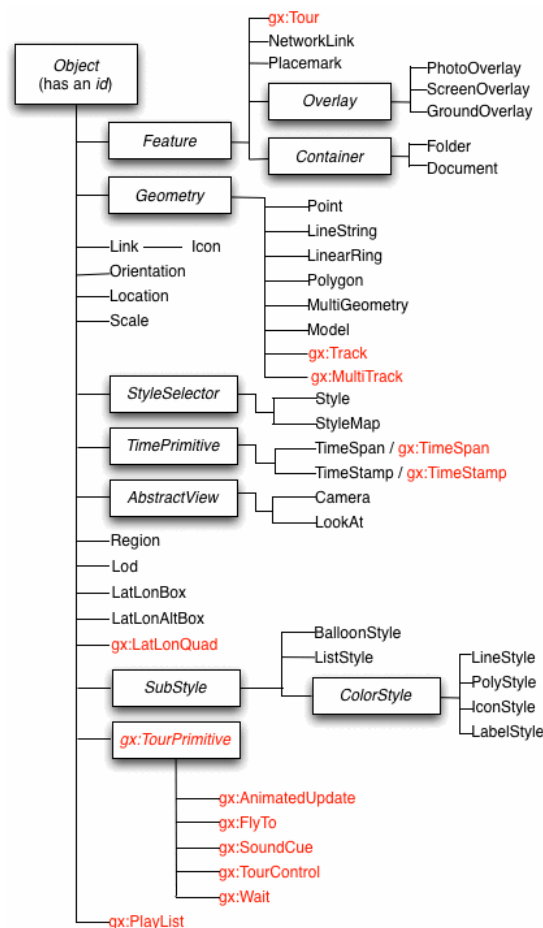 gx:Tour
NetworkLink
Placemark
Object
(has an id)
Overlay
PhotoOverlay
ScreenOverlay
GroundOverlay
Feature
Container
Folder
Document
Geometry
Point
LineString
LinearRing
Polygon
MultiGeometry
Model
gx:Track
gx:MultiTrack
Link
Icon
Orientation
Location
Scale
StyleSelector
Style
StyleMap
TimePrimitive
TimeSpan / gx:TimeSpan
TimeStamp / gx:TimeStamp
AbstractView
Camera
LookAt
Region
Lod
LatLonBox
LatLonAltBox
gx:LatLonQuad
SubStyle
BalloonStyle
ListStyle
ColorStyle
LineStyle
PolyStyle
IconStyle
LabelStyle
gx:TourPrimitive
gx:AnimatedUpdate
gx:FlyTo
gx:SoundCue
gx:TourControl
gx:Wait
gx:PlayList